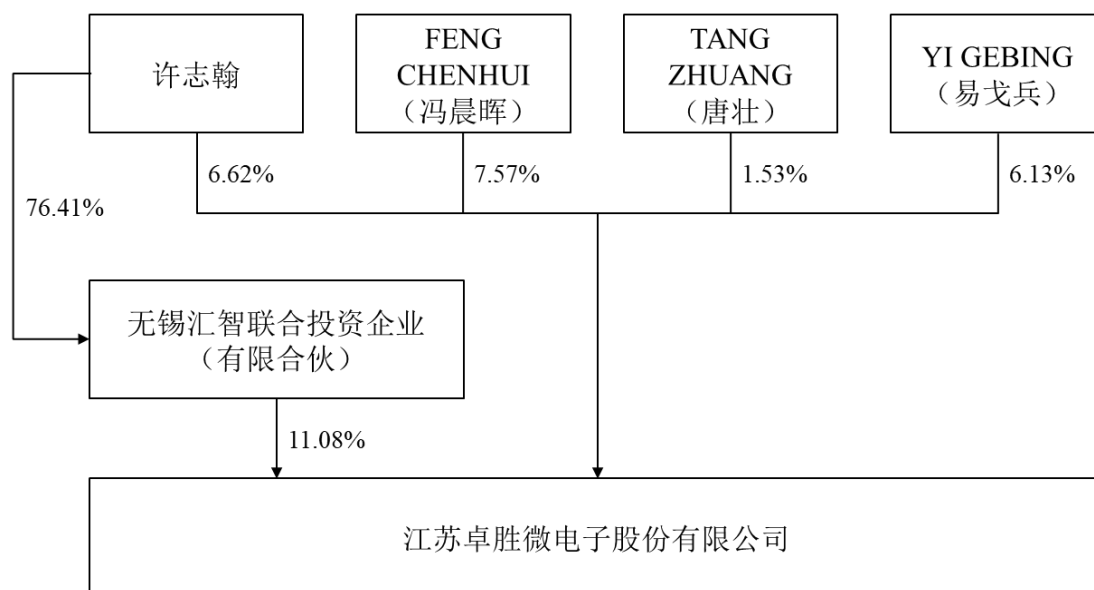 许志翰
FENG
CHENHUI
（冯晨晖）
TANG
ZHUANG
（唐壮）
YI GEBING
（易戈兵）
6.62%
7.57%
1.53%
6.13%
76.41%
无锡汇智联合投资企业
（有限合伙）
11.08%
江苏卓胜微电子股份有限公司